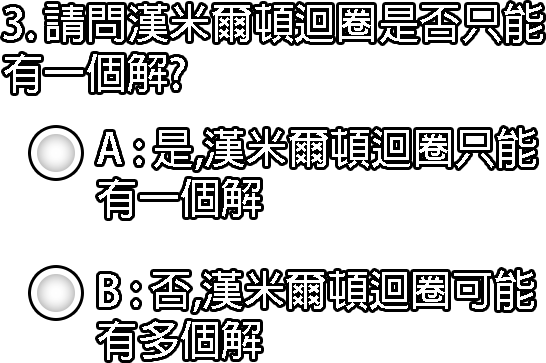 3. 請問漢米爾頓迴圈是否只能
有一個解?
A : 是,漢米爾頓迴圈只能
有一個解
B : 否,漢米爾頓迴圈可能
有多個解